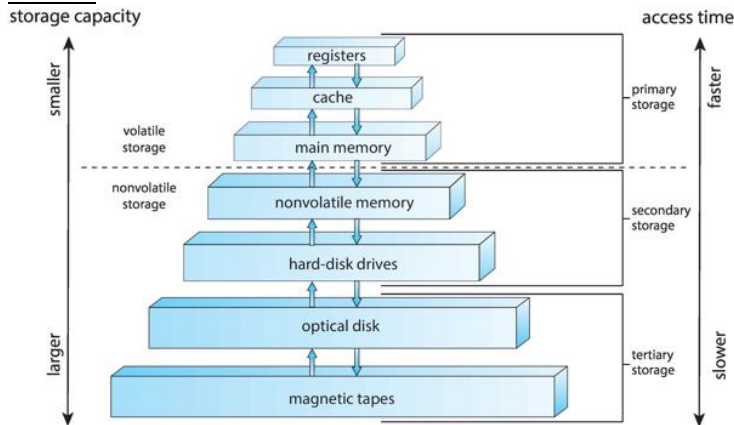 storage capacity
access time
smaller
larger
volatile
storage
nonvolatile
storage
registers
cache
main memory
nonvolatile memory
hard-disk drives
optical disk
magnetic tapes
primary
storage
secondary
storage
tertiary
storage
faster
slower